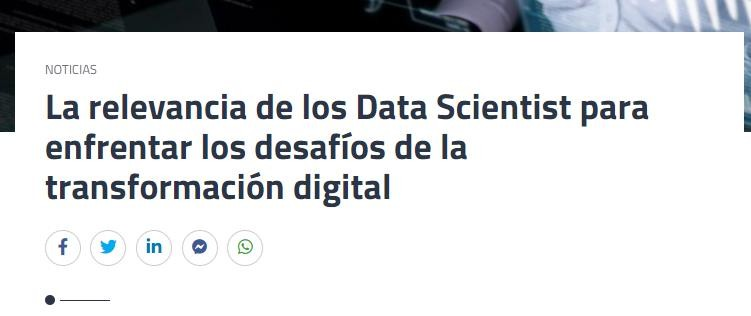 NOTICIAS
La relevancia de los Data Scientist para
enfrentar los desafíos de la
transformación digital